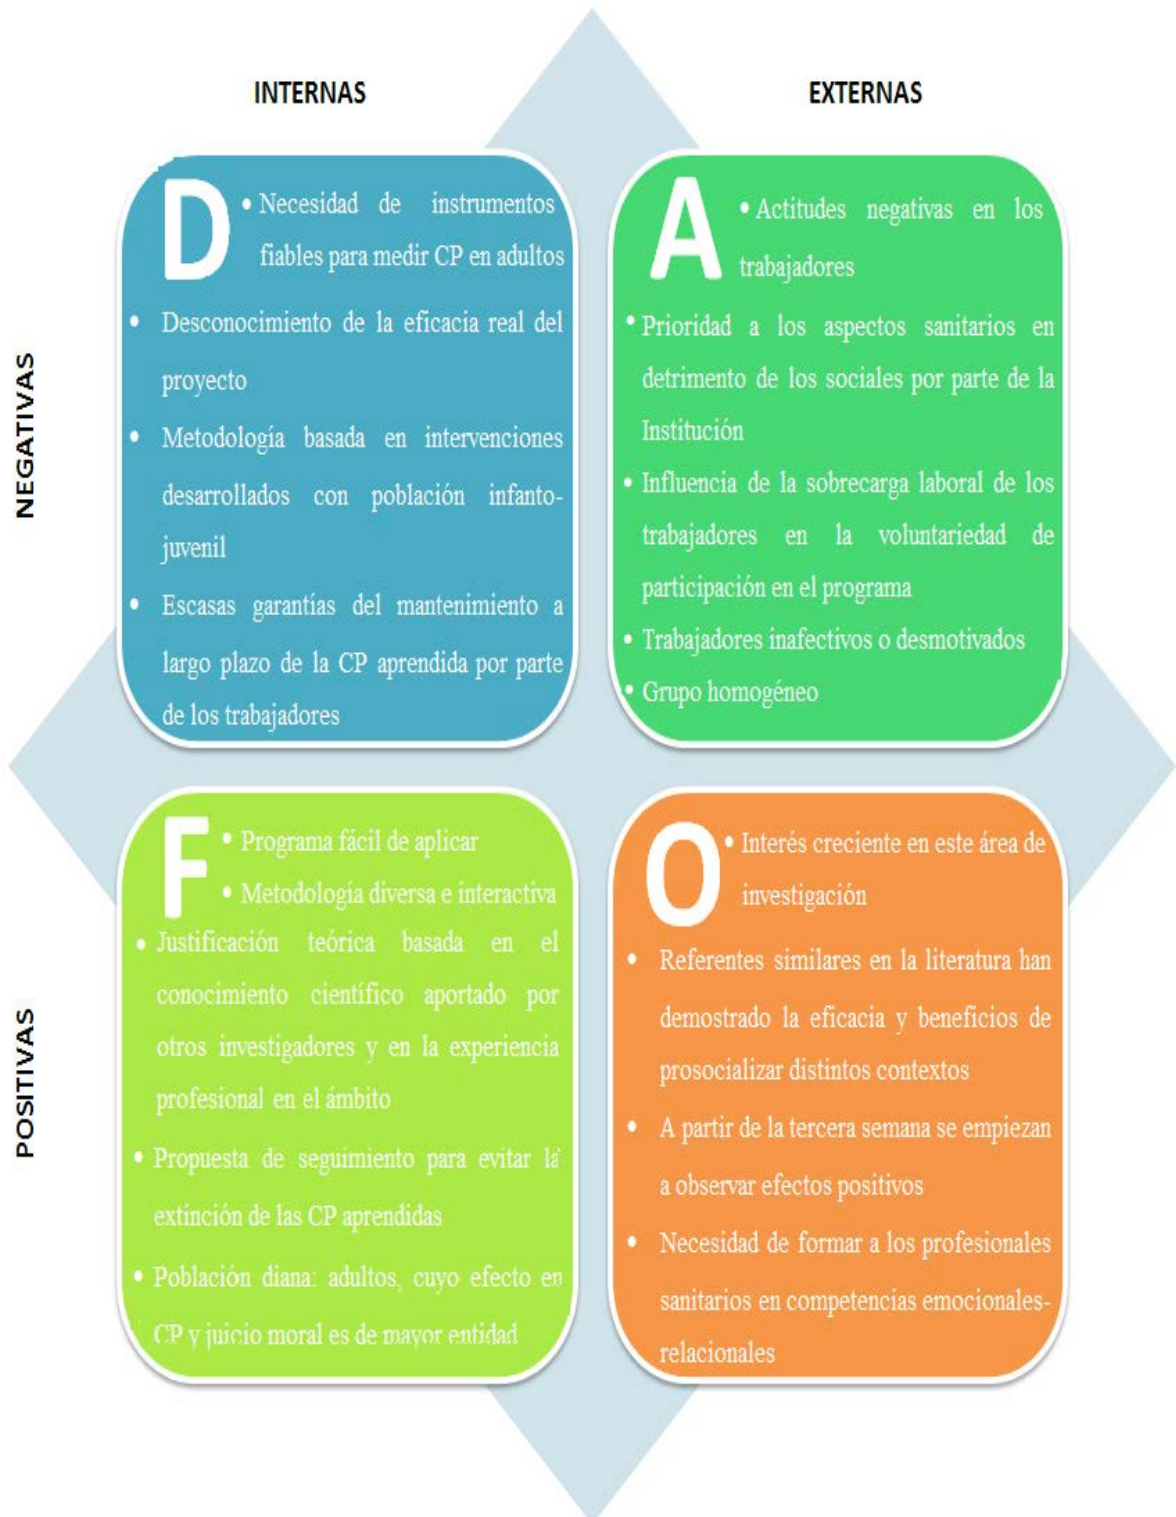 INTERNAS
EXTERNAS
NEGATIVAS
D
• Necesidad de instrumentos
fiables para medir CP en adultos
• Desconocimiento de la eficacia real del
proyecto
• Metodología basada en intervenciones
desarrollados con población infanto-
juvenil
• Escasas garantías del mantenimiento a
largo plazo de la CP aprendida por parte
de los trabajadores
A
• Actitudes negativas en los
trabajadores
• Prioridad a los aspectos sanitarios en
detrimento de los sociales por parte de la
Institución
• Influencia de la sobrecarga laboral de los
trabajadores en la voluntariedad de
participación en el programa
• Trabajadores inafectivos o desmotivados
• Grupo homogéneo
POSITIVAS
F
• Programa fácil de aplicar
• Metodología diversa e interactiva
• Justificación teórica basada en el
conocimiento científico aportado por
otros investigadores y en la experiencia
profesional en el ámbito
• Propuesta de seguimiento para evitar la
extinción de las CP aprendidas
• Población diana: adultos, cuyo efecto en
CP y juicio moral es de mayor entidad
O
• Interés creciente en este área de
investigación
• Referentes similares en la literatura han
demostrado la eficacia y beneficios de
prosocializar distintos contextos
• A partir de la tercera semana se empiezan
a observar efectos positivos
• Necesidad de formar a los profesionales
sanitarios en competencias emocionales-
relacionales